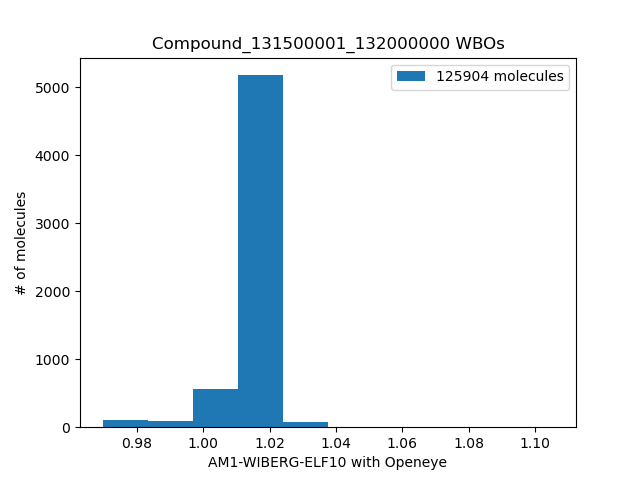 Compound_131500001_132000000 WBOs
125904 molecules
# of molecules
5000
4000
3000
2000
1000
0
0.98 1.00 1.02 1.04 1.06 1.08 1.10
AM1-WIBERG-ELF10 with Openeye